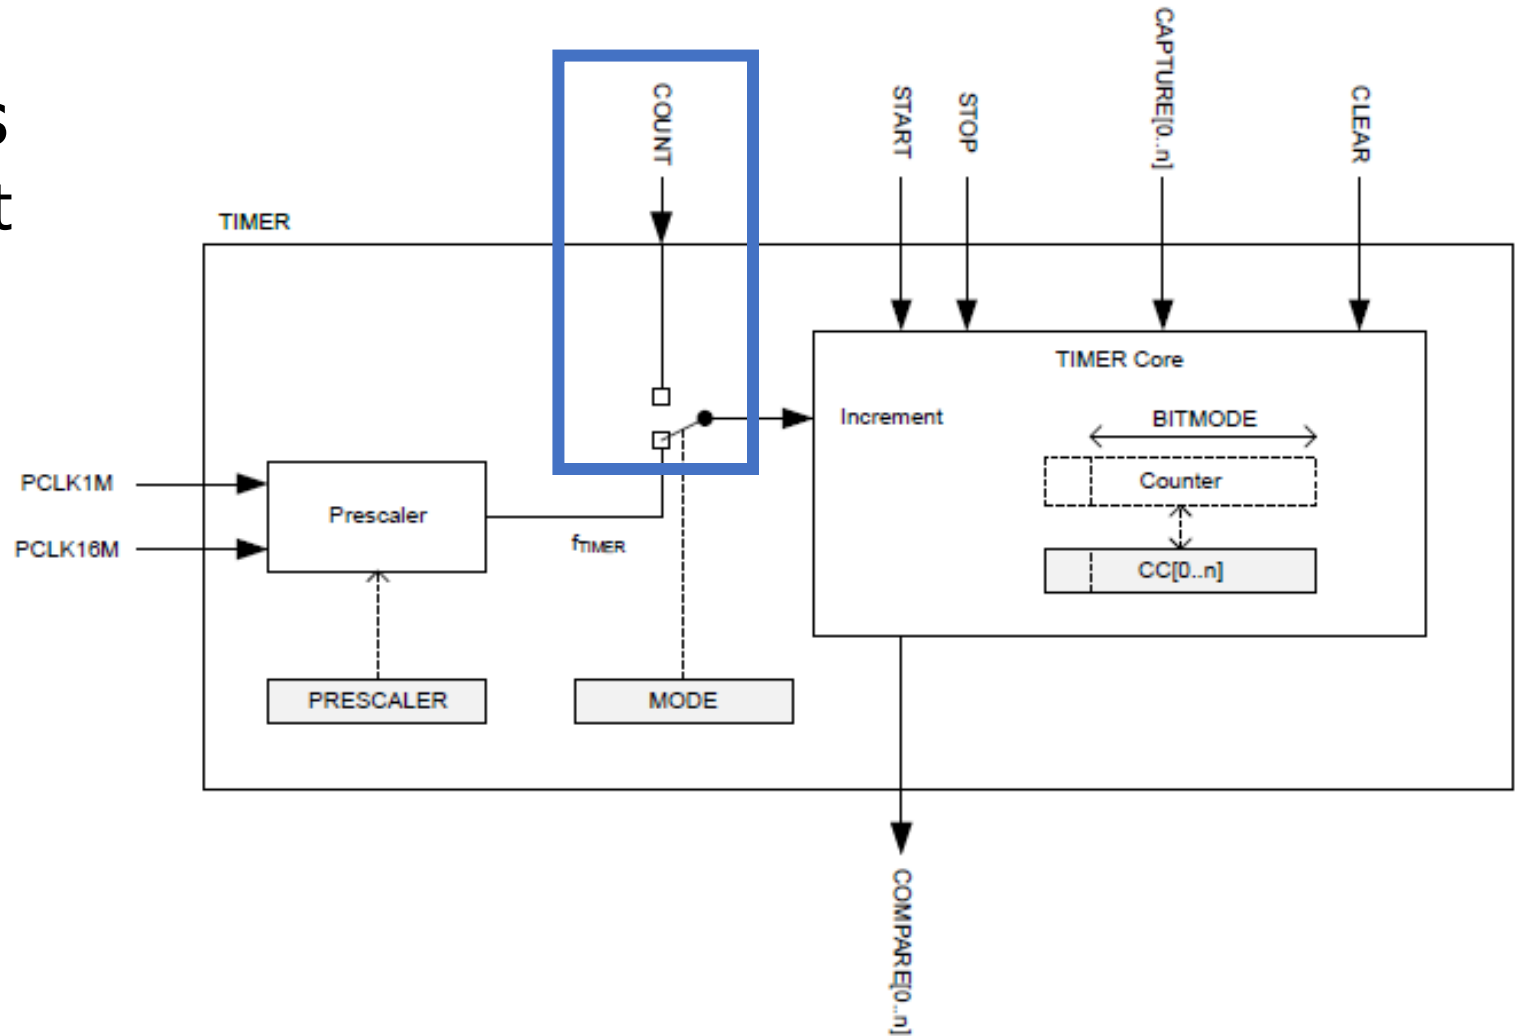 s
t
COUNT
START
STOP
CAPTURE[0..n]
CLEAR
TIMER
TIMER Core
Increment
BITMODE
Counter
CC[0..n]
PCLK1M
PCLK16M
Prescaler
fTIMER
PRESCALER
MODE
COMPARE[0..n]